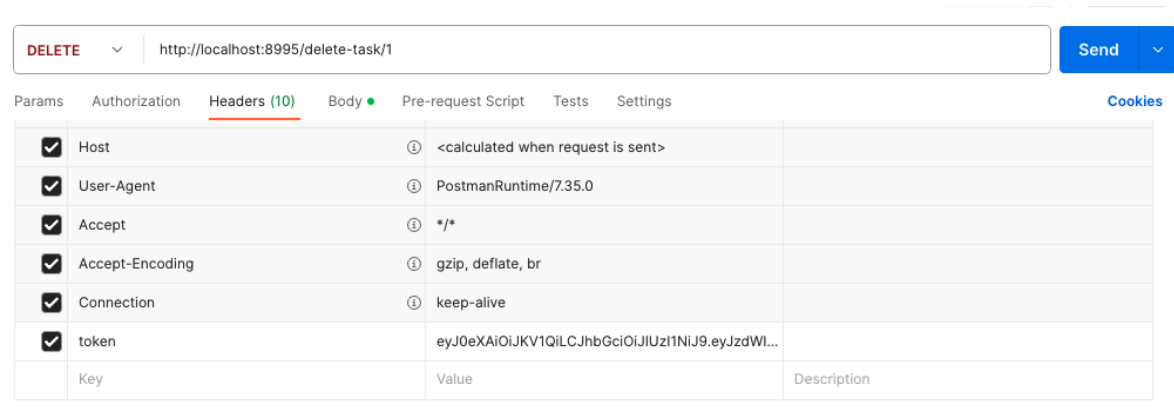 DELETE http://localhost:8995/delete-task/1 Send
Params Authorization Headers (10) Body Pre-request Script Tests Settings Cookies
Host <calculated when request is sent>
User-Agent PostmanRuntime/7.35.0
Accept */*
Accept-Encoding gzip, deflate, br
Connection keep-alive
token eyJ0eXAiOiJKV1QiLCJhbGciOiJIUzI1NiJ9.eyJzdWI...
Key Value Description